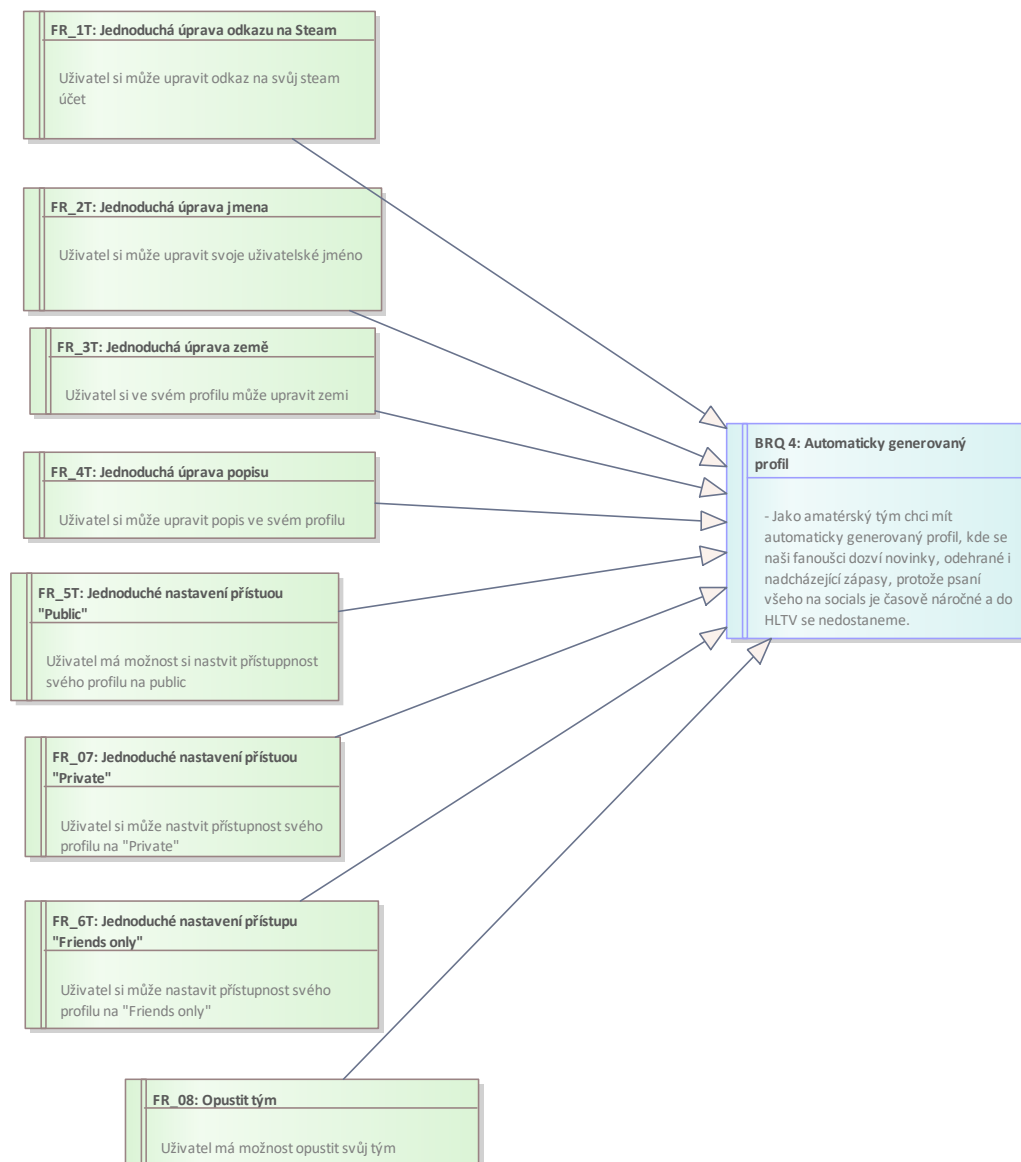 FR_1T: Jednoduchá úprava odkazu na Steam
Uživatel si může upravit odkaz na svůj steam
účet
FR_2T: Jednoduchá úprava jmena
Uživatel si může upravit svoje uživatelské jméno
FR_3T: Jednoduchá úprava země
Uživatel si ve svém profilu může upravit zemi
FR_4T: Jednoduchá úprava popisu
Uživatel si může upravit popis ve svém profilu
FR_5T: Jednoduché nastavení přístuou
"Public"
Uživatel má možnost si nastvit přístuppnost
svého profilu na public
FR_07: Jednoduché nastavení přístuou
"Private"
Uživatel si může nastvit přístupnost svého
profilu na "Private"
FR_6T: Jednoduché nastavení přístupu
"Friends only"
Uživatel si může nastavit přístupnost svého
profilu na "Friends only"
FR_08: Opustit tým
Uživatel má možnost opustit svůj tým
BRQ 4: Automaticky generovaný
profil
- Jako amatérský tým chci mít
automaticky generovaný profil, kde se
naši fanoušci dozví novinky, odehrané i
nadcházející zápasy, protože psaní
všeho na socials je časově náročné a do
HLTV se nedostaneme.